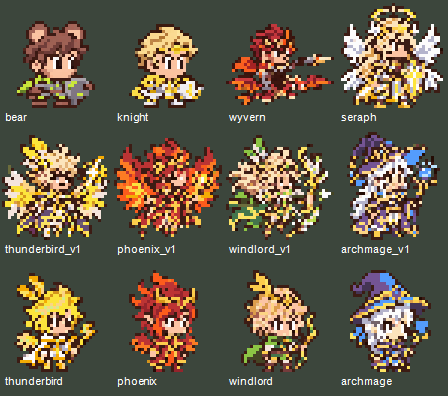 bear knight wyvern seraph
thunderbird_v1 phoenix_v1 windlord_v1 archmage_v1
thunderbird phoenix windlord archmage